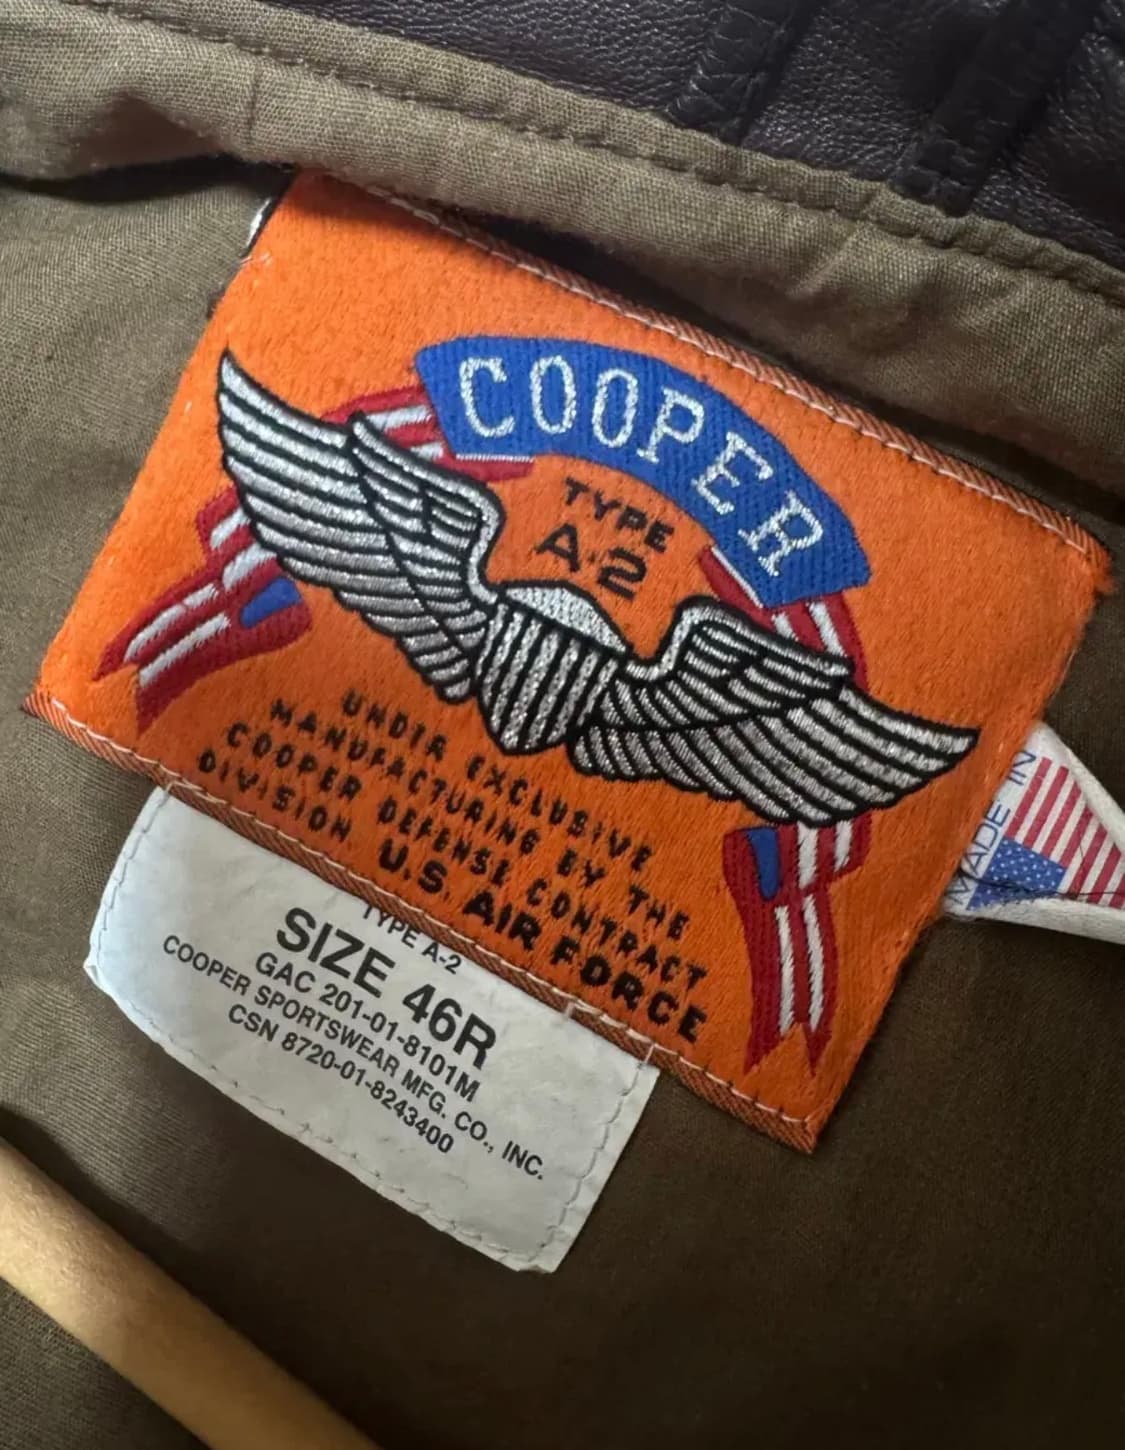 COOPER
TYPE
A-2
UNDIR EXCLUSIVE
MANUFACTURING BY THE
COOPER DEFENSE CONTRACT
DIVISION U.S. AIR FORCE
MADE IN
TYPE A-2
SIZE 46R
GAC 201-01-8101M
COOPER SPORTSWEAR MFG. CO., INC.
CSN 8720-01-8243400